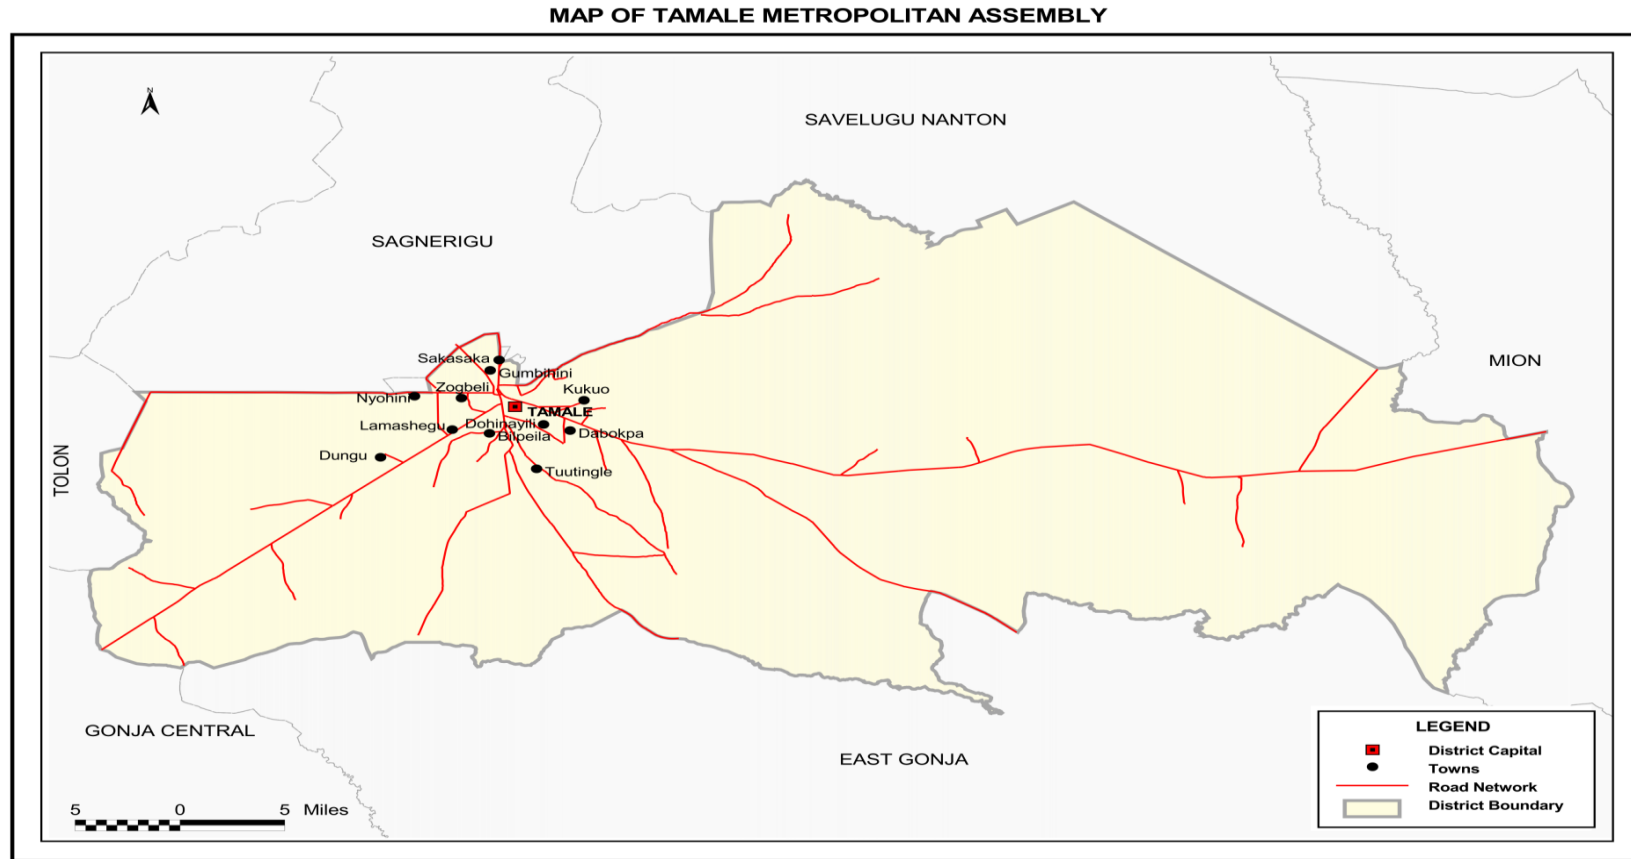 MAP OF TAMALE METROPOLITAN ASSEMBLY
N
SAVELUGU NANTON
SAGNERIGU
MION
Sakasaka
Gumbihini
Zogbeli
Kukuo
Nyohini
TAMALE
Lamashegu
Dohinayili
Bilpeila
Dabokpa
Dungu
Tuutingle
TOLON
GONJA CENTRAL
EAST GONJA
LEGEND
District Capital
Towns
Road Network
District Boundary
5 0 5 Miles